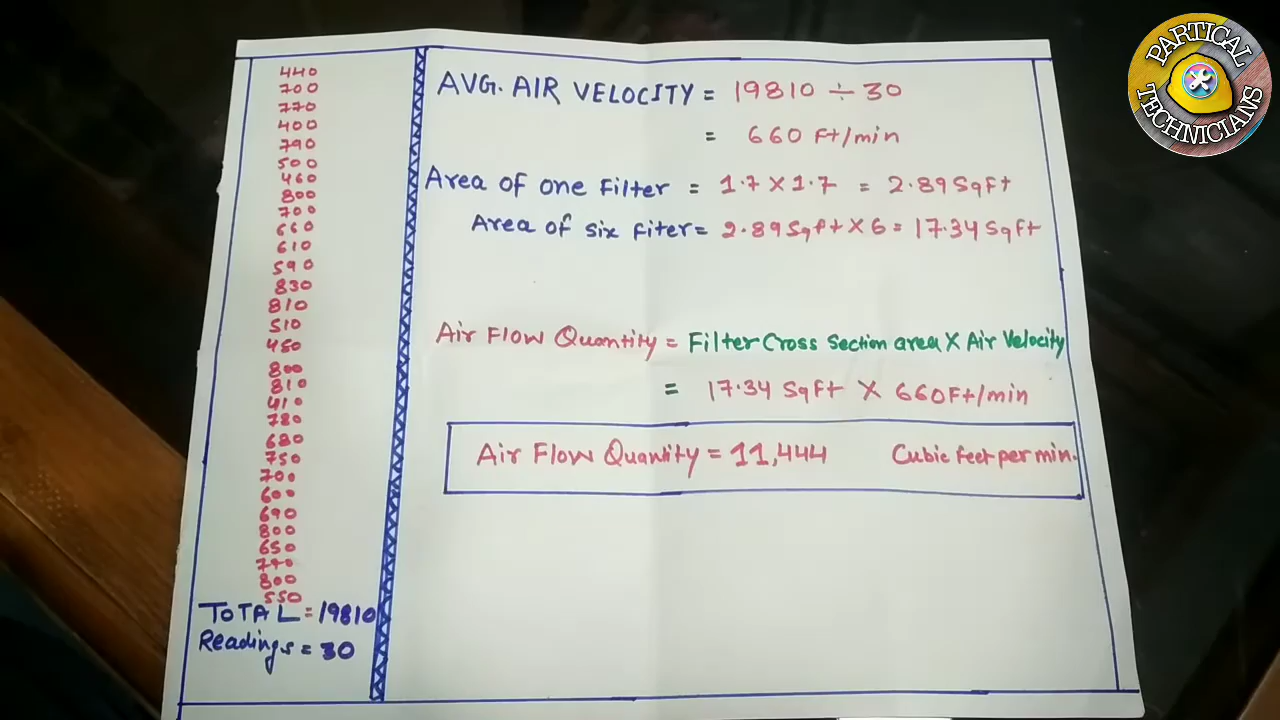 440
700
770
400
790
500
460
800
700
660
610
590
830
810
510
450
800
810
410
780
680
750
700
600
690
800
650
740
800
550
TOTAL = 19810
Readings = 30
AVG. AIR VELOCITY = 19810 ÷ 30
= 660 Ft/min
Area of one Filter = 1.7 X 1.7 = 2.89 SqFt
Area of six fiter = 2.89 Sqft X 6 = 17.34 Sqft
Air Flow Quantity = Filter Cross Section area X Air Velocity
= 17.34 SqFt X 660Ft/min
Air Flow Quantity = 11,444 Cubic feet per min.
PARTICAL
TECHNICIANS